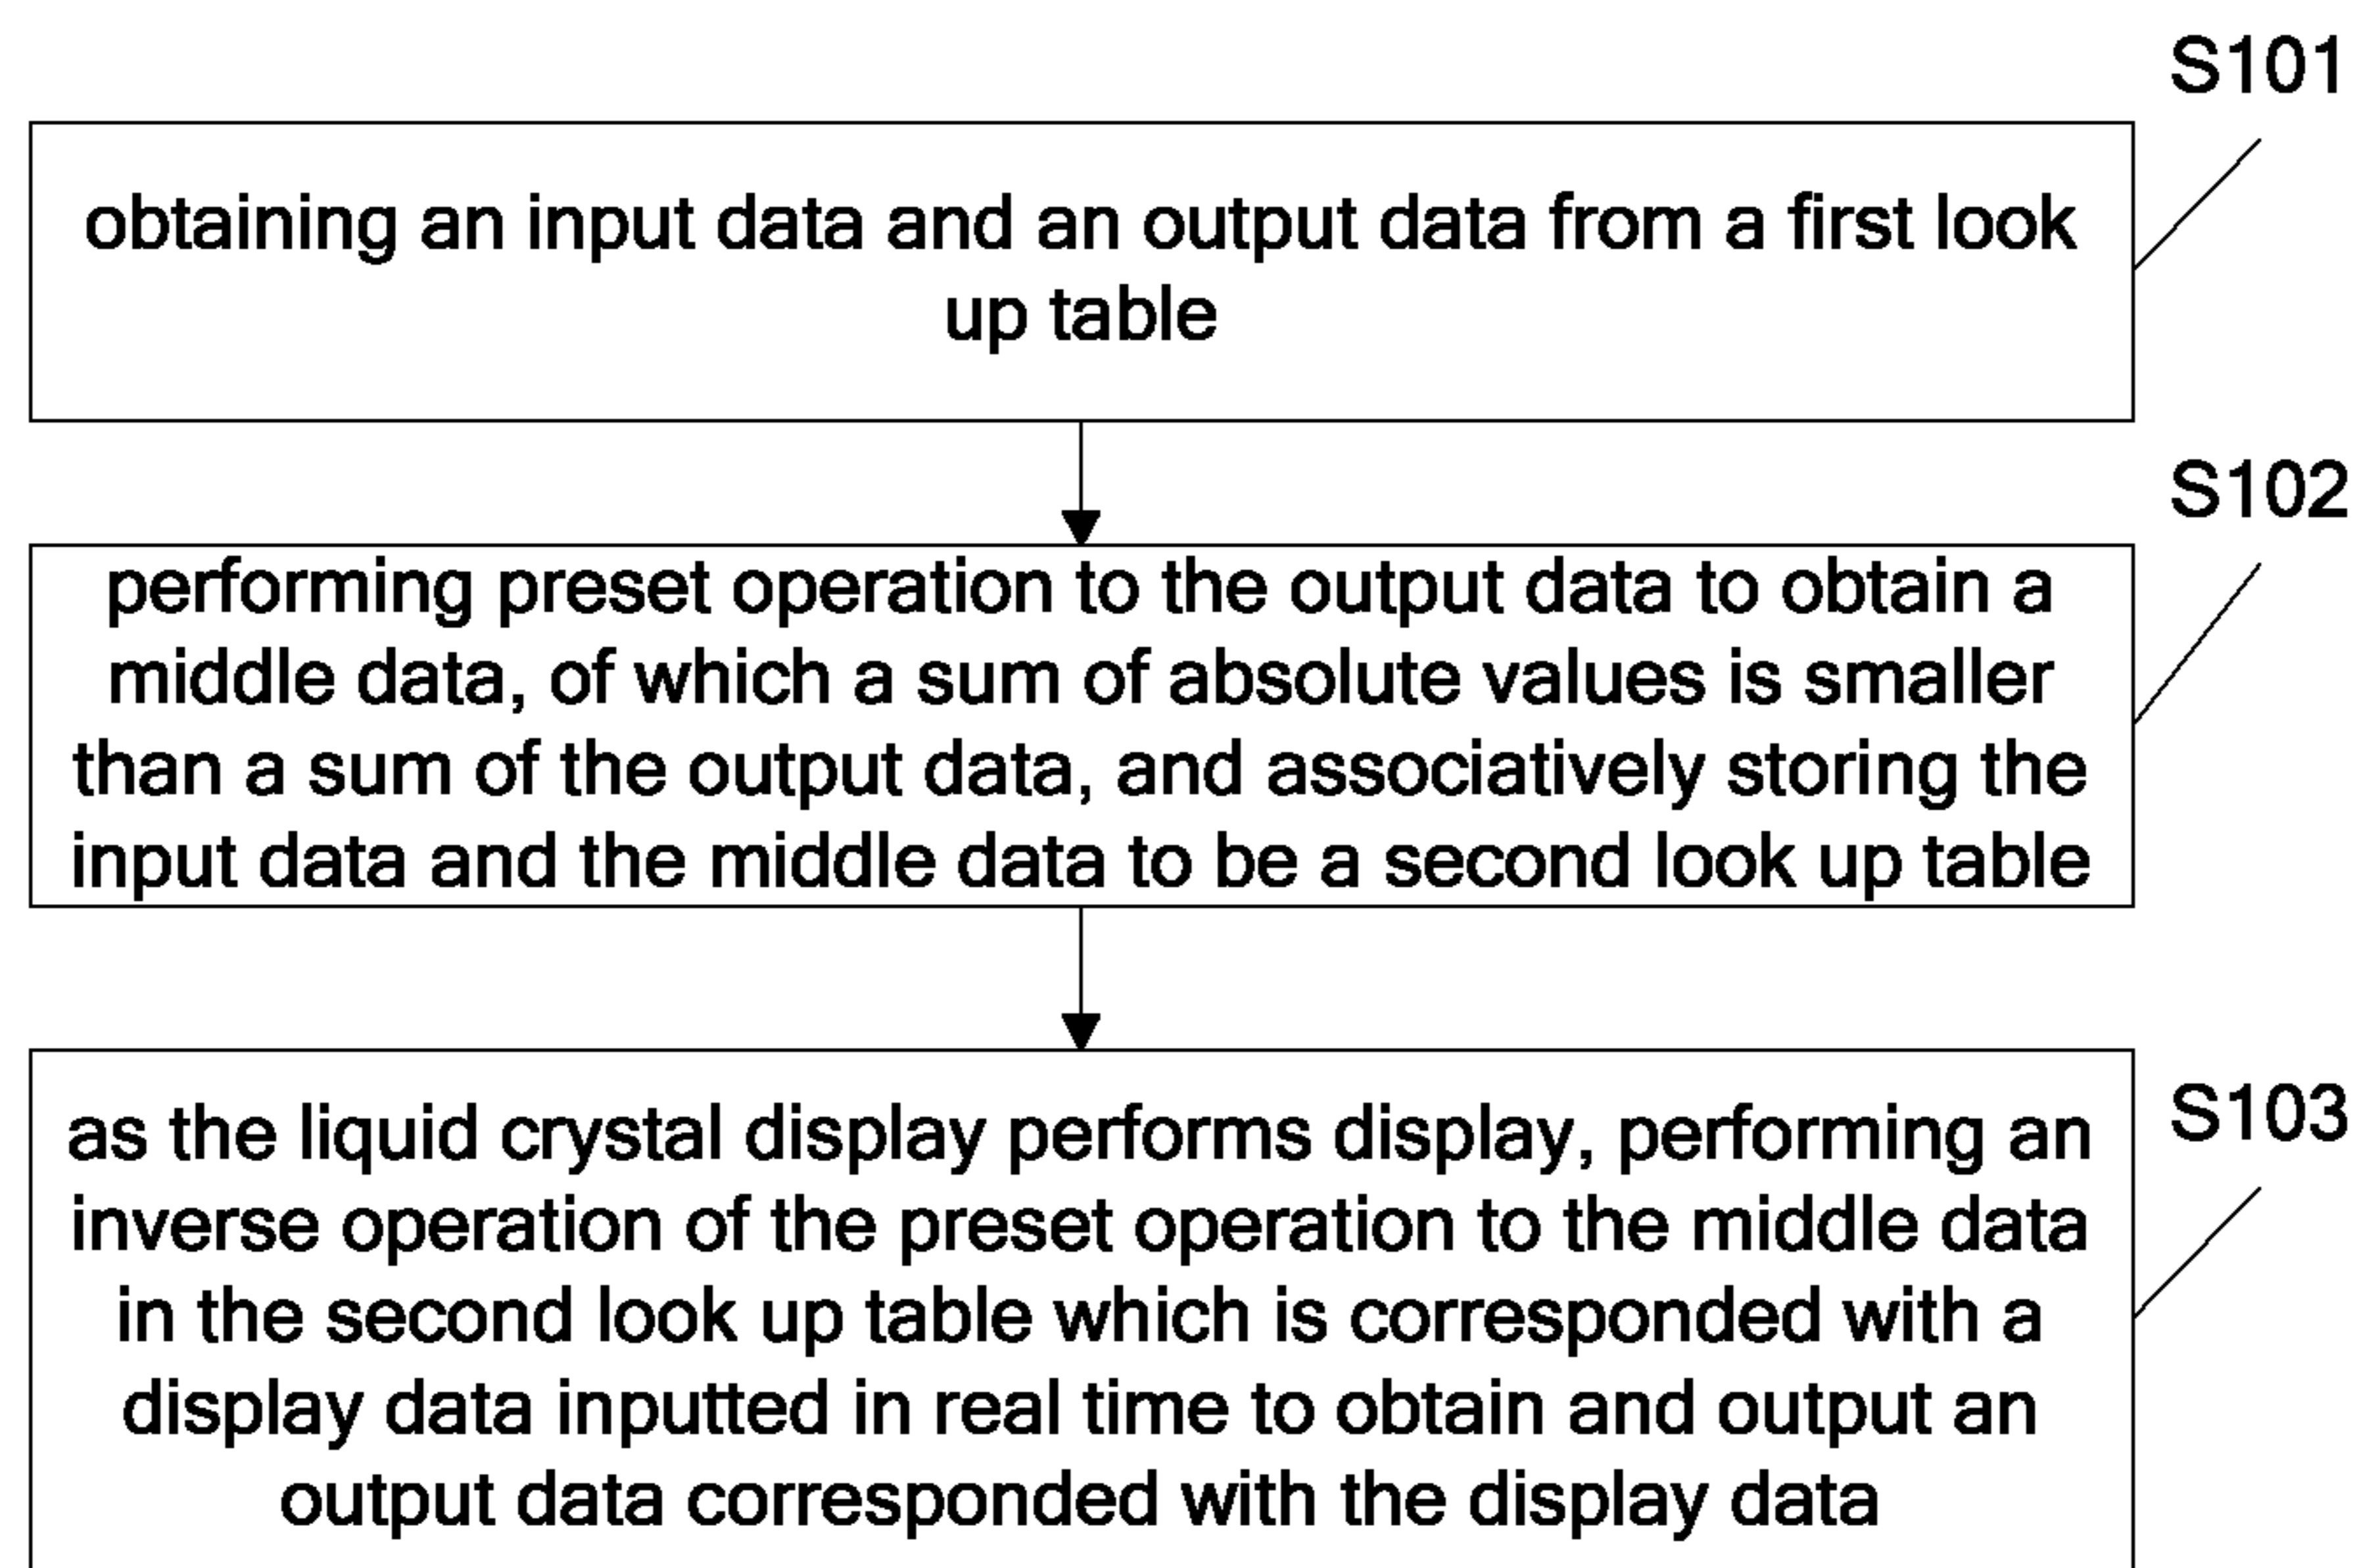 S101
obtaining an input data and an output data from a first look
up table
S102
performing preset operation to the output data to obtain a
middle data, of which a sum of absolute values is smaller
than a sum of the output data, and associatively storing the
input data and the middle data to be a second look up table
S103
as the liquid crystal display performs display, performing an
inverse operation of the preset operation to the middle data
in the second look up table which is corresponded with a
display data inputted in real time to obtain and output an
output data corresponded with the display data